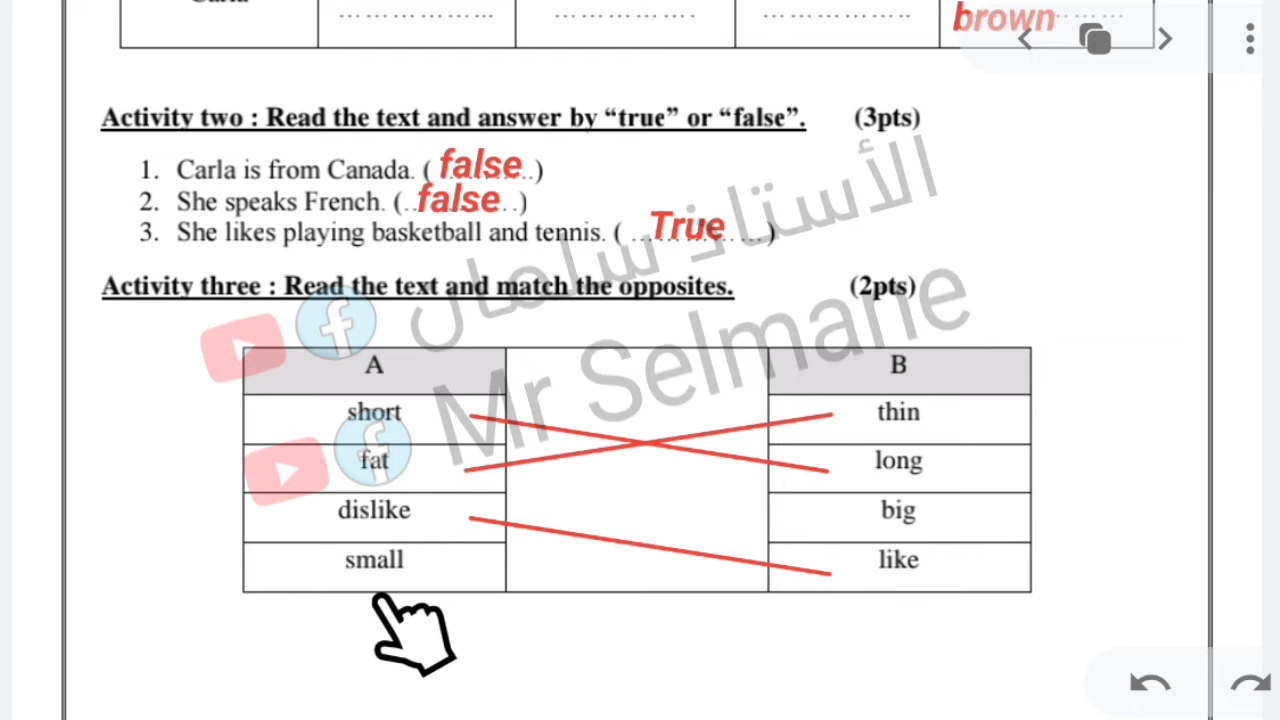 brown
Activity two : Read the text and answer by “true” or “false”. (3pts)
1. Carla is from Canada. ( false..)
2. She speaks French. (..false..)
3. She likes playing basketball and tennis. ( ...True.....)
Activity three : Read the text and match the opposites. (2pts)
A B
short thin
fat long
dislike big
small like
الأستاذ سلمان
Mr Selmane